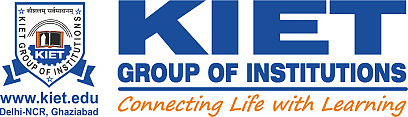 KIET GROUP OF INSTITUTIONS
KIET
www.kiet.edu
Delhi-NCR, Ghaziabad
KIET
GROUP OF INSTITUTIONS
Connecting Life with Learning